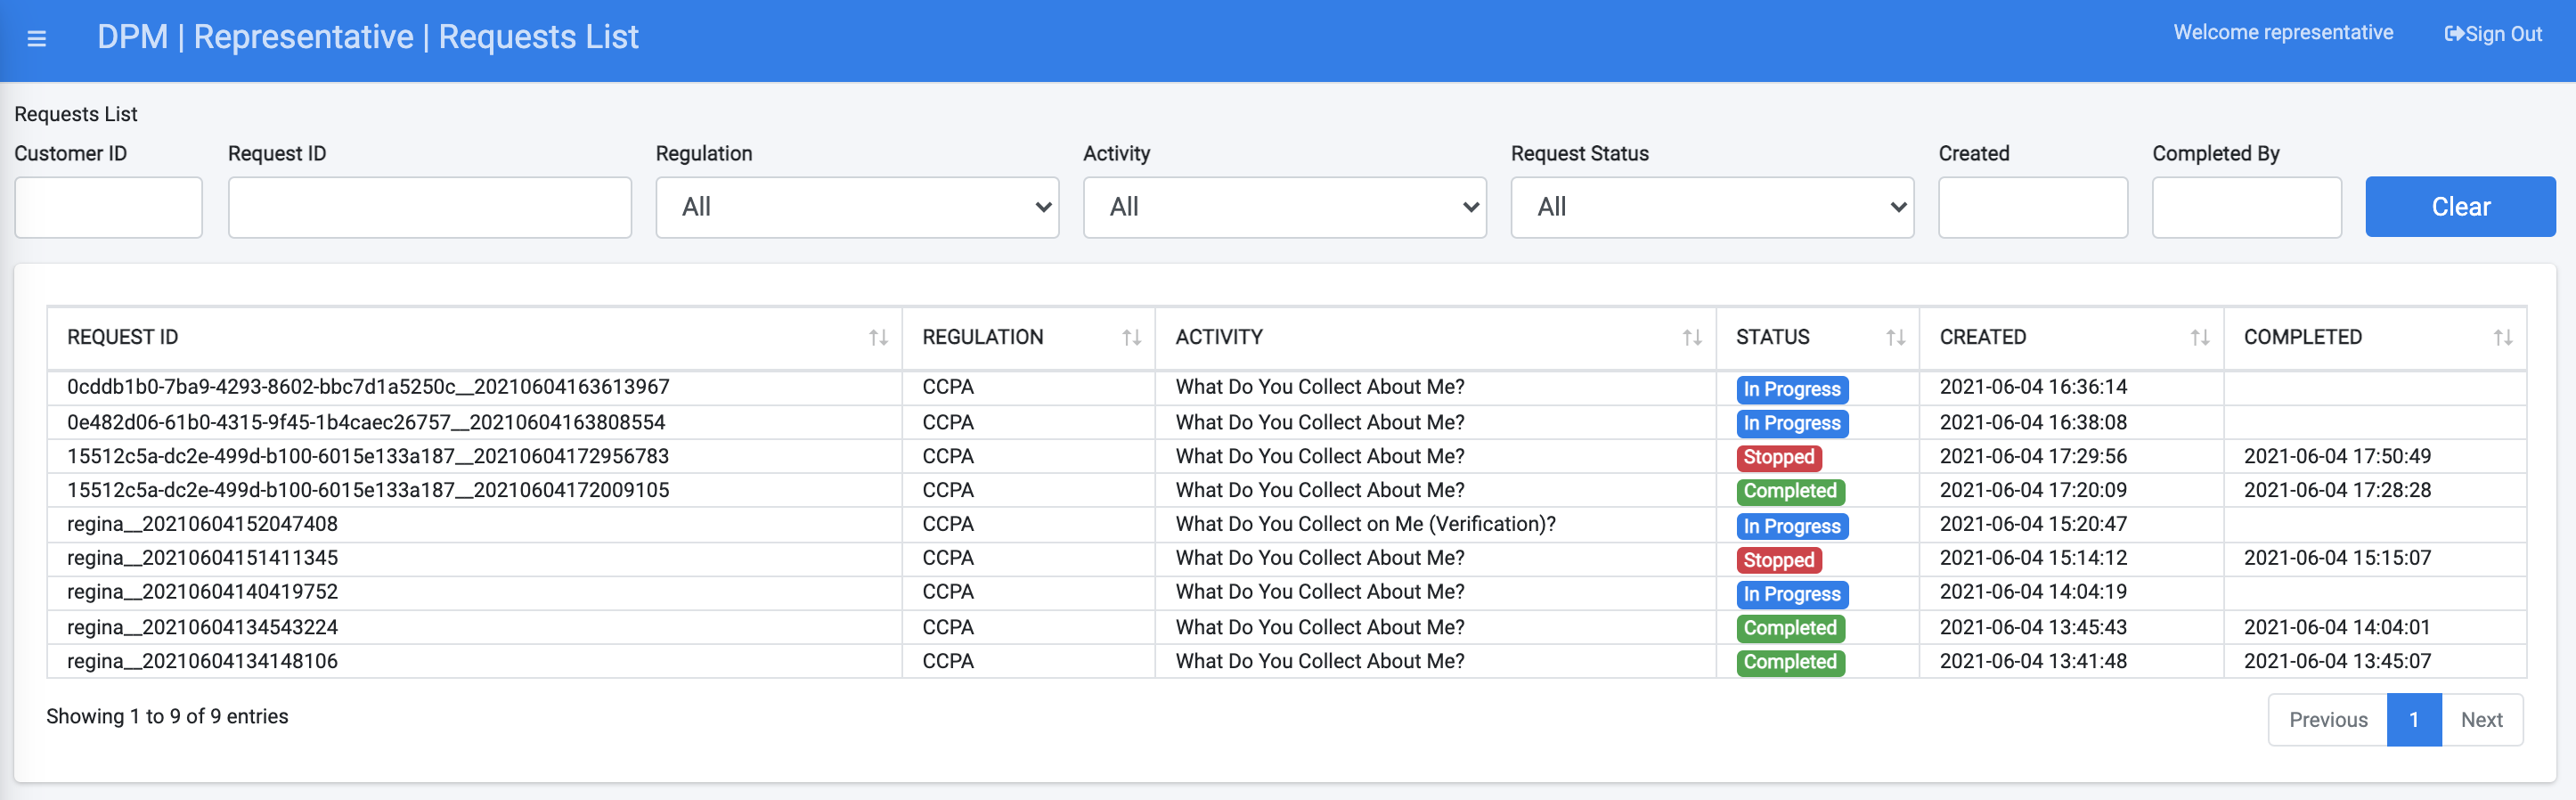 DPM | Representative | Requests List
Welcome representative
Sign Out
Requests List
Customer ID Request ID Regulation Activity Request Status Created Completed By
All All All Clear
REQUEST ID REGULATION ACTIVITY STATUS CREATED COMPLETED
0cddb1b0-7ba9-4293-8602-bbc7d1a5250c__20210604163613967 CCPA What Do You Collect About Me? In Progress 2021-06-04 16:36:14
0e482d06-61b0-4315-9f45-1b4caec26757__20210604163808554 CCPA What Do You Collect About Me? In Progress 2021-06-04 16:38:08
15512c5a-dc2e-499d-b100-6015e133a187__20210604172956783 CCPA What Do You Collect About Me? Stopped 2021-06-04 17:29:56 2021-06-04 17:50:49
15512c5a-dc2e-499d-b100-6015e133a187__20210604172009105 CCPA What Do You Collect About Me? Completed 2021-06-04 17:20:09 2021-06-04 17:28:28
regina__20210604152047408 CCPA What Do You Collect on Me (Verification)? In Progress 2021-06-04 15:20:47
regina__20210604151411345 CCPA What Do You Collect About Me? Stopped 2021-06-04 15:14:12 2021-06-04 15:15:07
regina__20210604140419752 CCPA What Do You Collect About Me? In Progress 2021-06-04 14:04:19
regina__20210604134543224 CCPA What Do You Collect About Me? Completed 2021-06-04 13:45:43 2021-06-04 14:04:01
regina__20210604134148106 CCPA What Do You Collect About Me? Completed 2021-06-04 13:41:48 2021-06-04 13:45:07
Showing 1 to 9 of 9 entries
Previous 1 Next